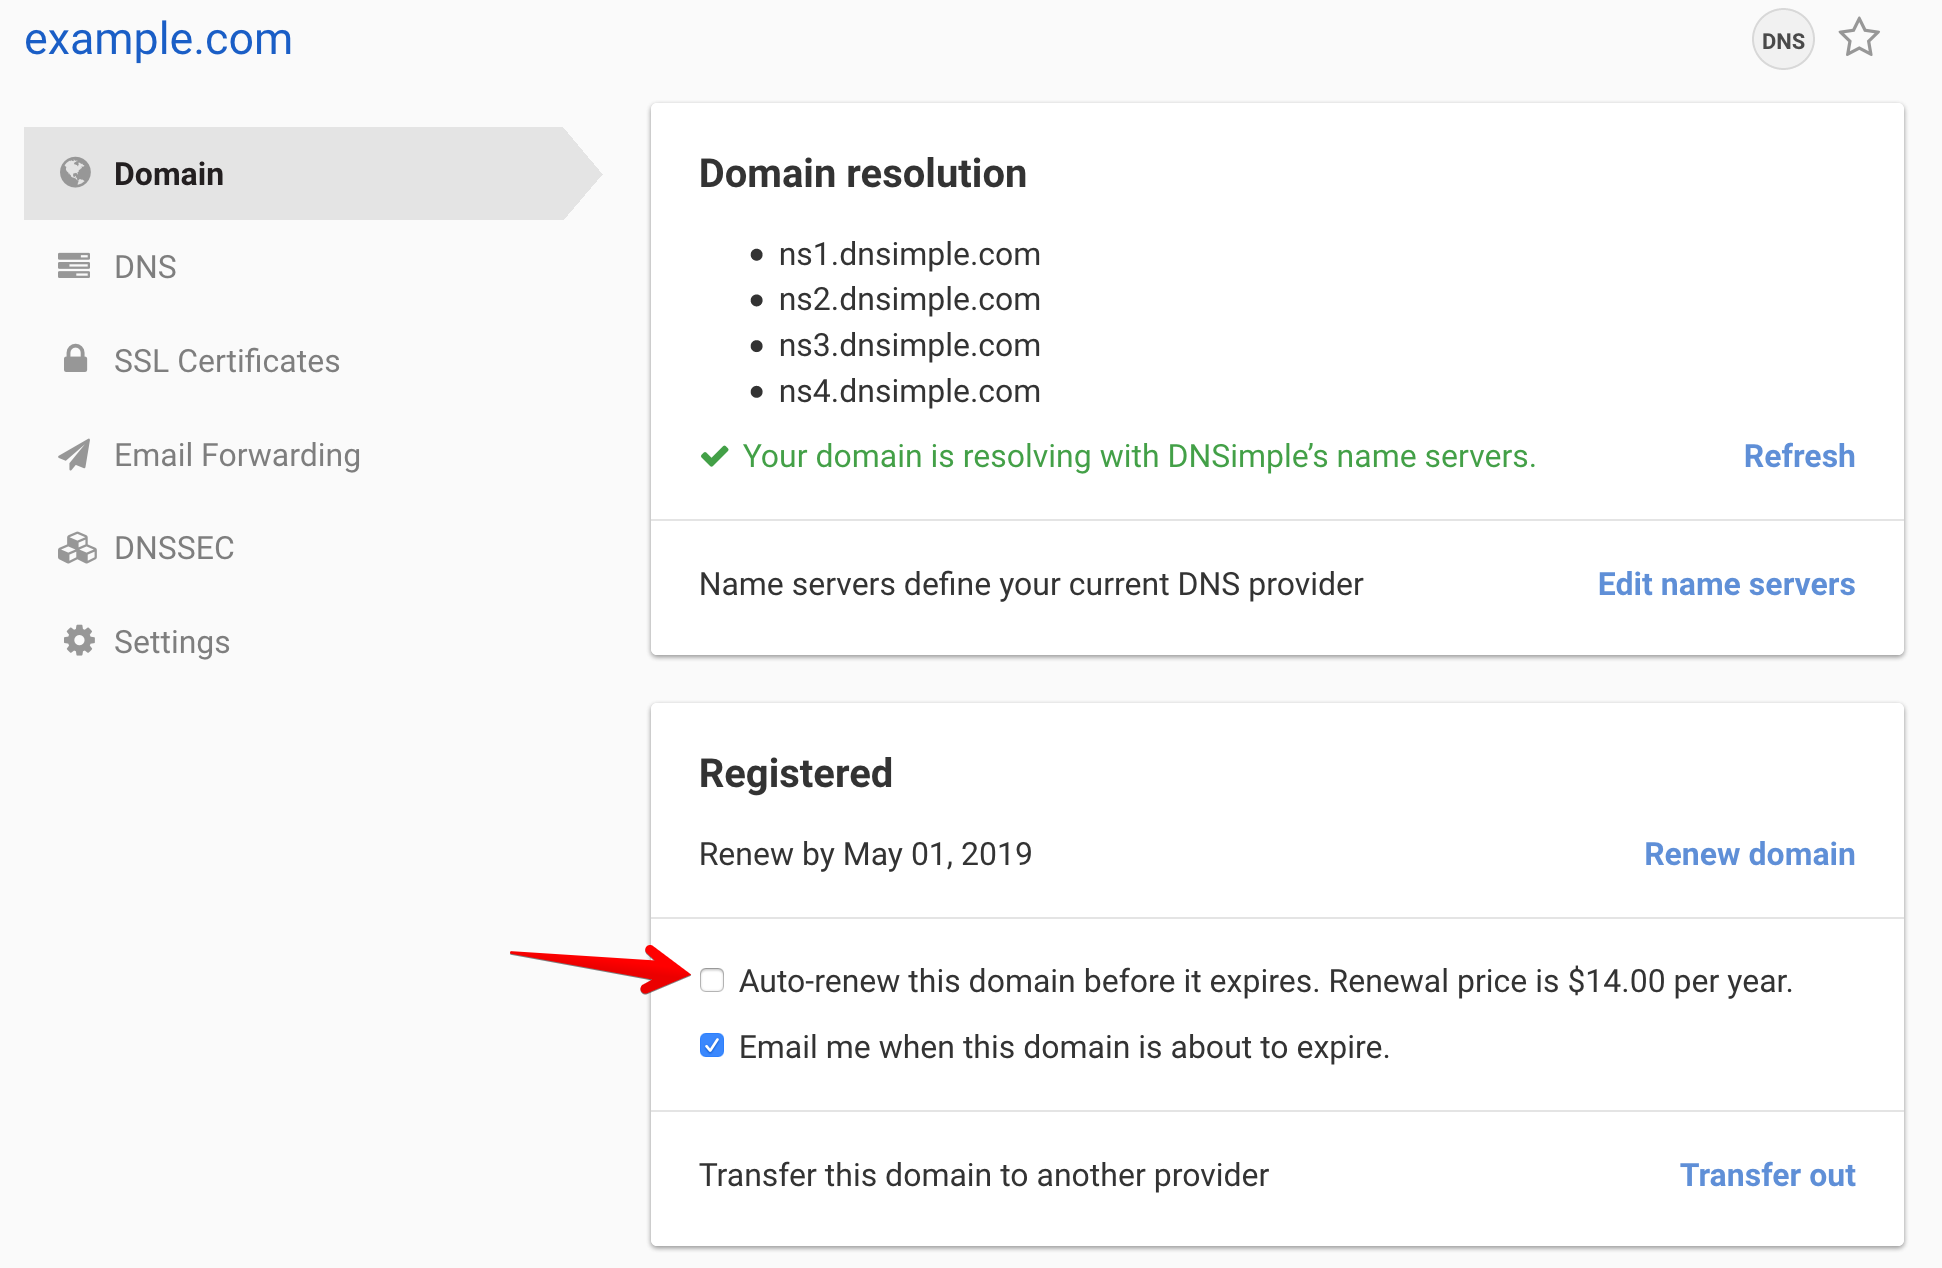 example.com
DNS
Domain
DNS
SSL Certificates
Email Forwarding
DNSSEC
Settings
Domain resolution
ns1.dnsimple.com
ns2.dnsimple.com
ns3.dnsimple.com
ns4.dnsimple.com
Your domain is resolving with DNSimple’s name servers. Refresh
Name servers define your current DNS provider Edit name servers
Registered
Renew by May 01, 2019 Renew domain
Auto-renew this domain before it expires. Renewal price is $14.00 per year.
Email me when this domain is about to expire.
Transfer this domain to another provider Transfer out